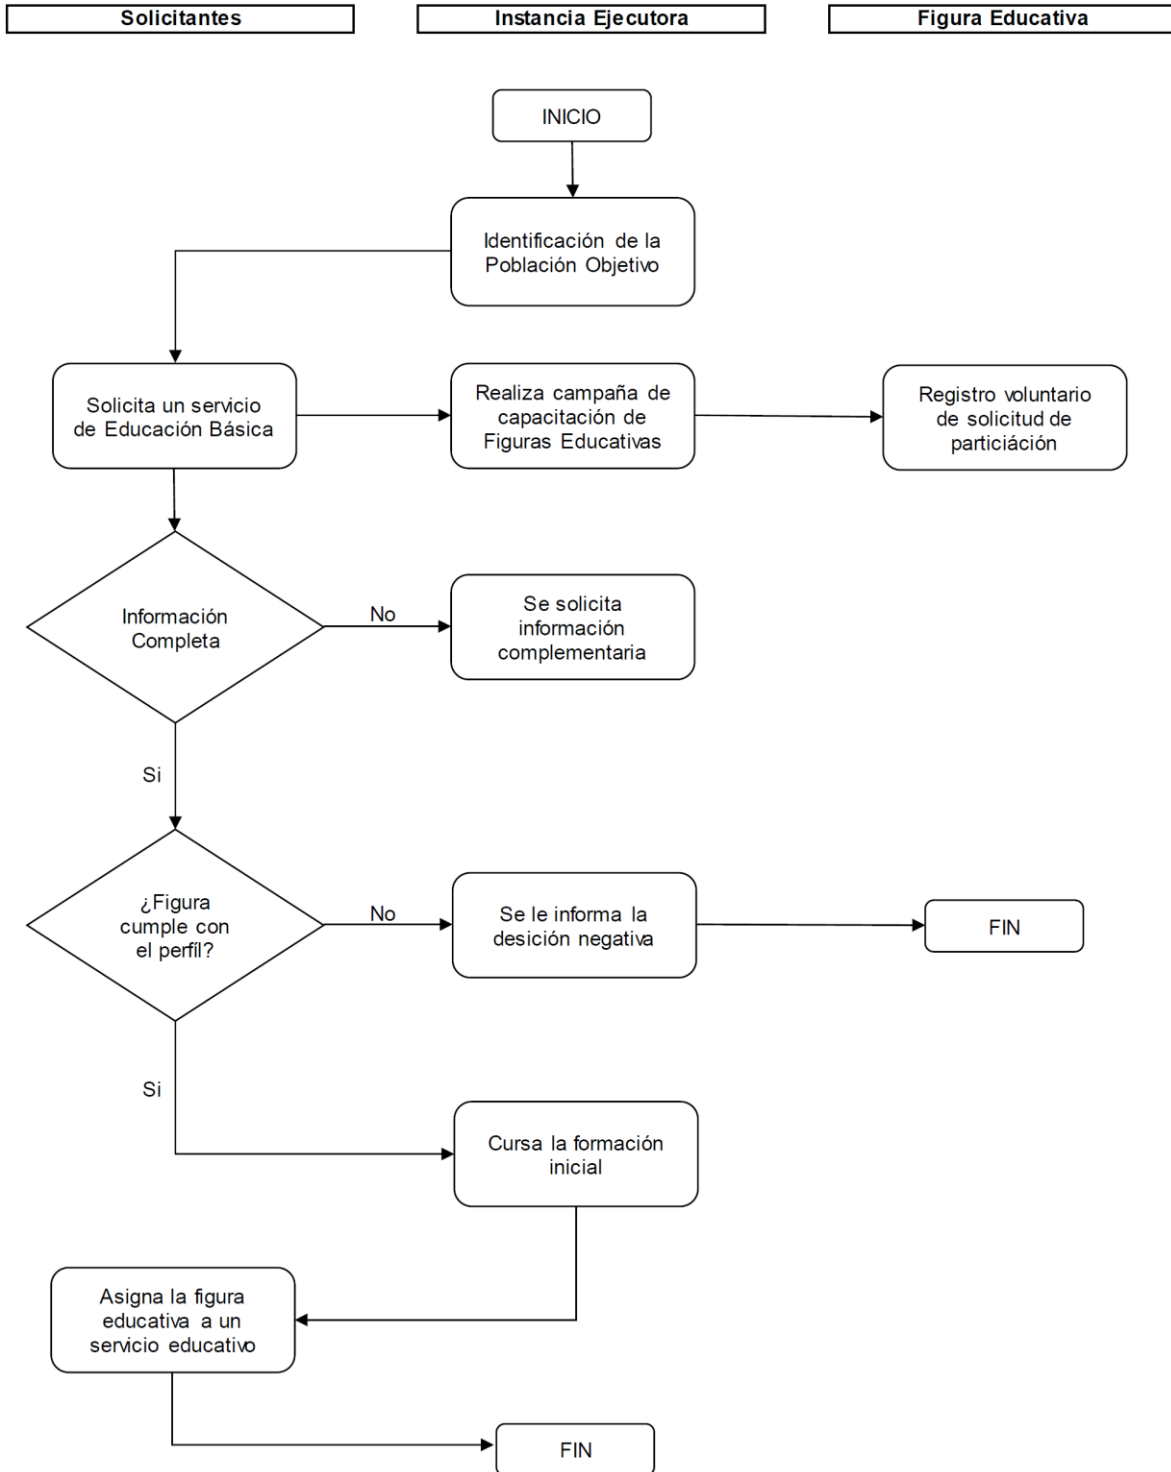 Solicitantes
Instancia Ejecutora
Figura Educativa
INICIO
Identificación de la
Población Objetivo
Solicita un servicio
de Educación Básica
Realiza campaña de
capacitación de
Figuras Educativas
Registro voluntario
de solicitud de
particiáción
Información
Completa
No
Se solicita
información
complementaria
Si
¿Figura
cumple con
el perfíl?
No
Se le informa la
desición negativa
FIN
Si
Cursa la formación
inicial
Asigna la figura
educativa a un
servicio educativo
FIN